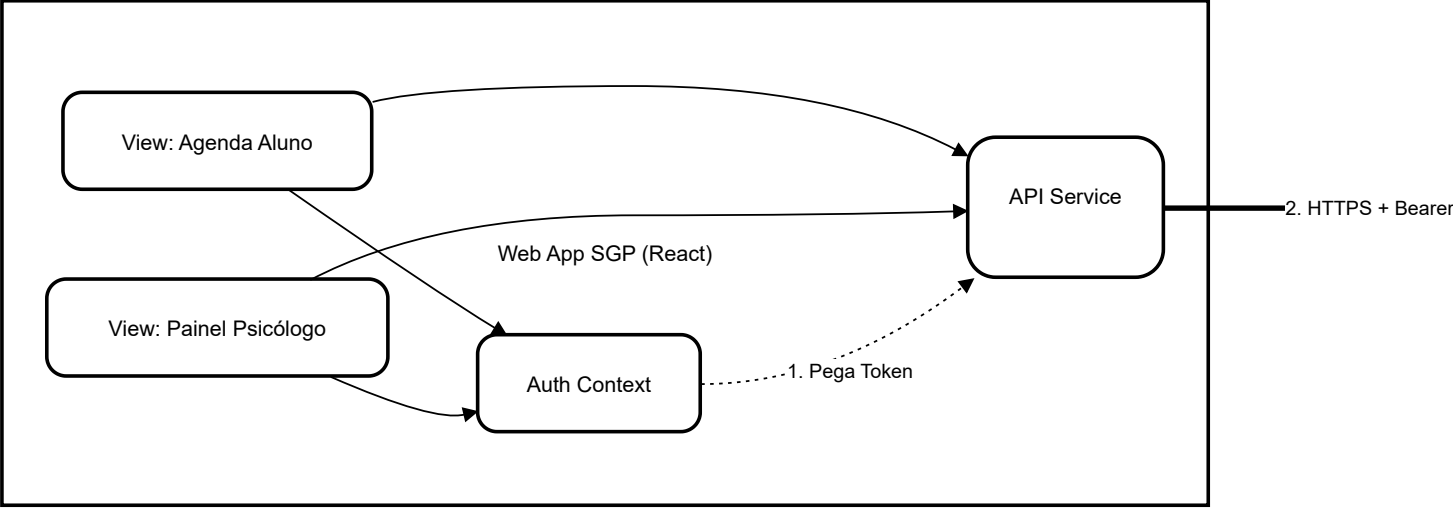 View: Agenda Aluno
API Service
2. HTTPS + Bearer
Web App SGP (React)
View: Painel Psicólogo
1. Pega Token
Auth Context